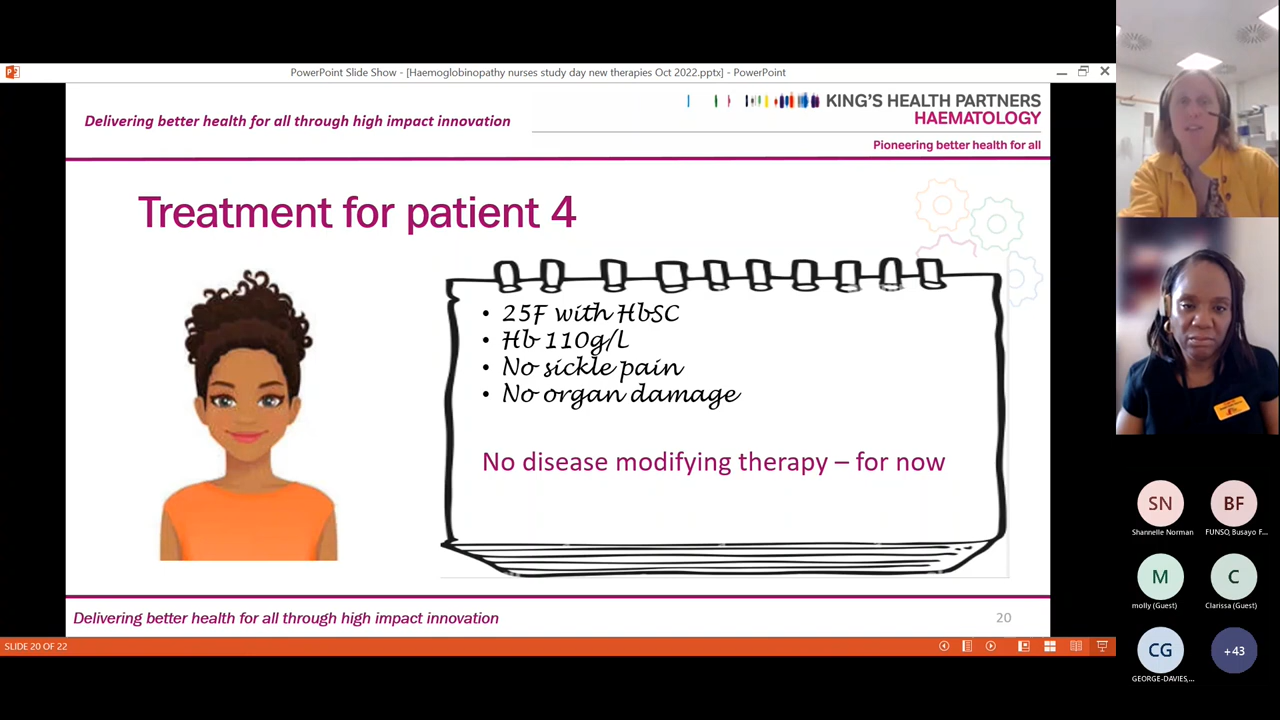 PowerPoint Slide Show - [Haemoglobinopathy nurses study day new therapies Oct 2022.pptx] - PowerPoint
Delivering better health for all through high impact innovation
KING'S HEALTH PARTNERS
HAEMATOLOGY
Pioneering better health for all
Treatment for patient 4
• 25F with HbSC
• Hb 110g/L
• No sickle pain
• No organ damage
No disease modifying therapy – for now
Delivering better health for all through high impact innovation
20
SLIDE 20 OF 22
SN
Shannelle Norman
BF
FUNSO, Busayo F...
M
molly (Guest)
C
Clarissa (Guest)
CG
GEORGE-DAVIES,...
+43